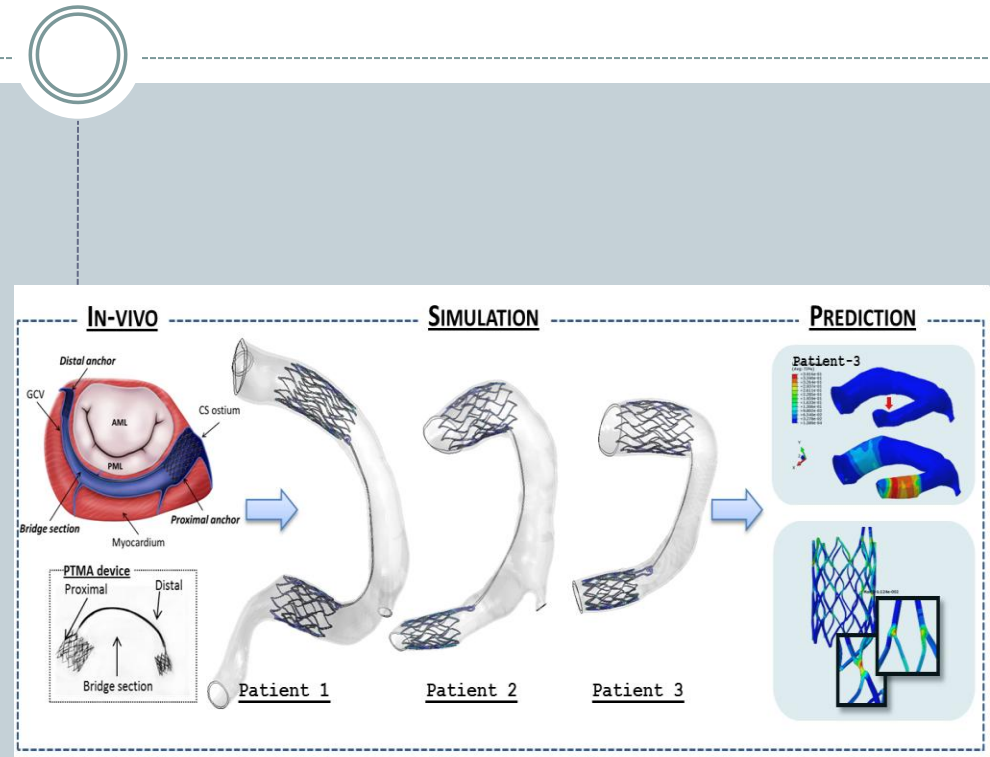 IN-VIVO
SIMULATION
PREDICTION
Distal anchor
GCV
CS ostium
AML
PML
Bridge section
Proximal anchor
Myocardium
PTMA device
Proximal
Distal
Bridge section
Patient 1
Patient 2
Patient 3
Patient-3